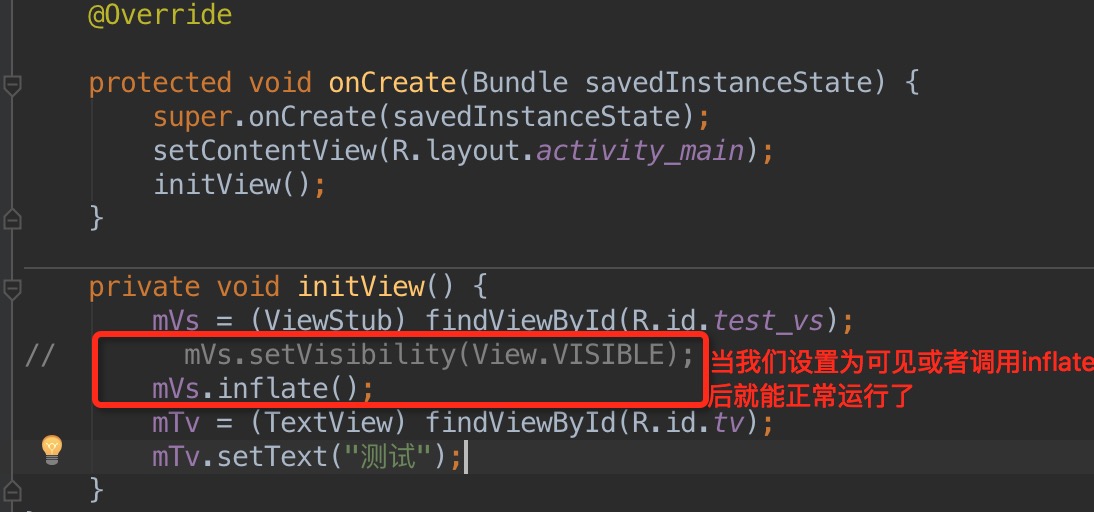 @Override
protected void onCreate(Bundle savedInstanceState) {
super.onCreate(savedInstanceState);
setContentView(R.layout.activity_main);
initView();
}
private void initView() {
mVs = (ViewStub) findViewById(R.id.test_vs);
// mVs.setVisibility(View.VISIBLE);
当我们设置为可见或者调用inflate
mVs.inflate();
后就能正常运行了
mTv = (TextView) findViewById(R.id.tv);
mTv.setText("测试");
}